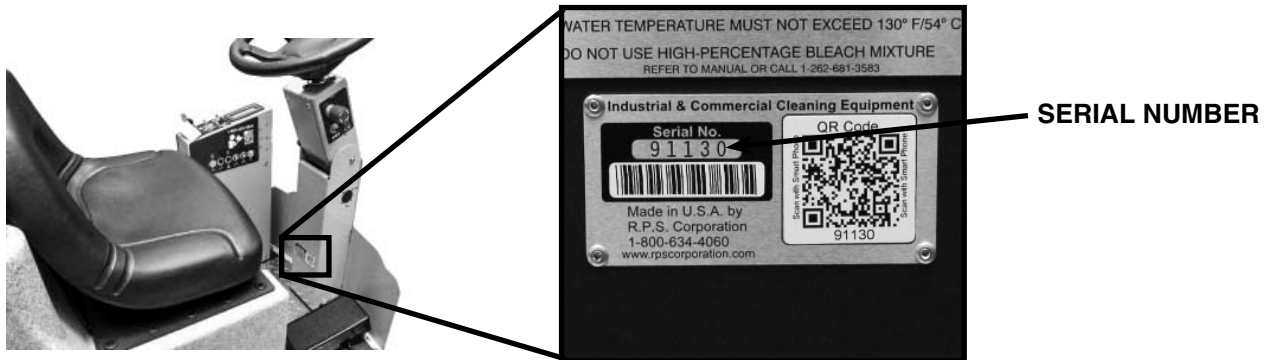 WATER TEMPERATURE MUST NOT EXCEED 130° F/54° C
DO NOT USE HIGH-PERCENTAGE BLEACH MIXTURE
REFER TO MANUAL OR CALL 1-262-681-3583
Industrial & Commercial Cleaning Equipment
Serial No.
91130
QR Code
Scan with Smart Phone
Scan with Smart Phone
91130
Made in U.S.A. by
R.P.S. Corporation
1-800-634-4060
www.rpscorporation.com
SERIAL NUMBER